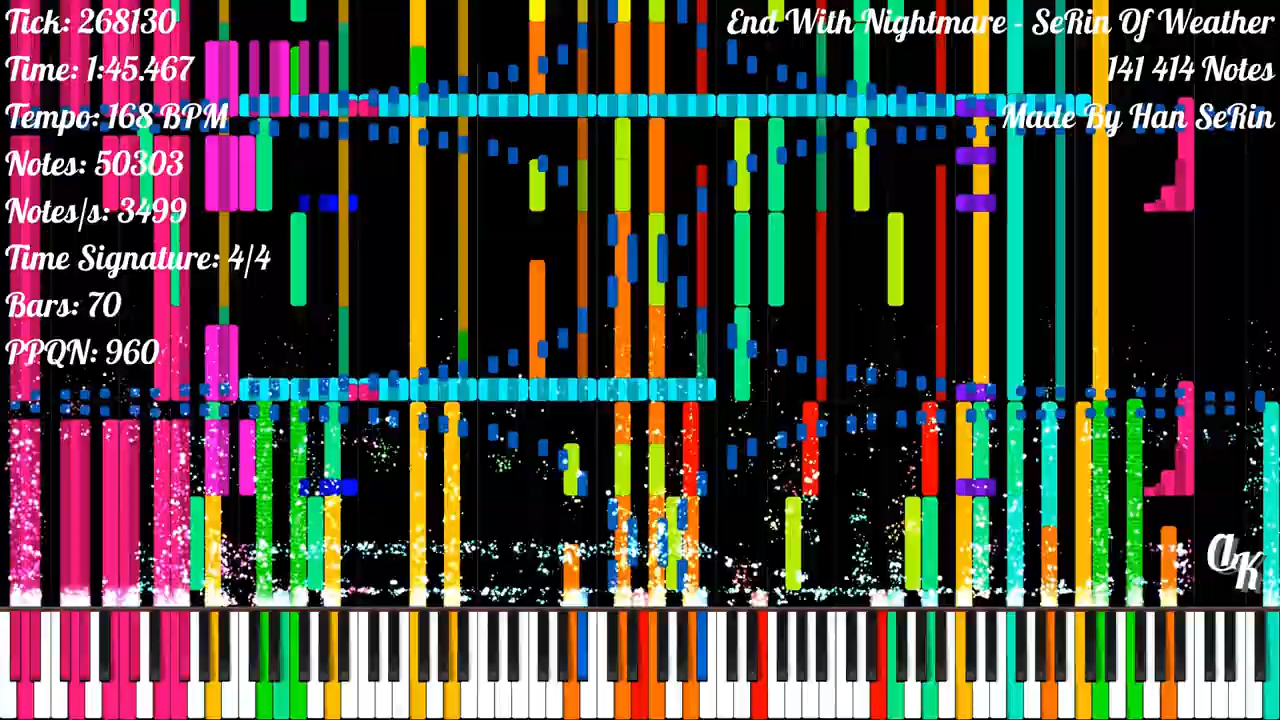 Tick: 268130
End With Nightmare - SeRin Of Weather
Time: 1:45.467
141 414 Notes
Tempo: 168 BPM
Made By Han SeRin
Notes: 50303
Notes/s: 3499
Time Signature: 4/4
Bars: 70
PPQN: 960
aK